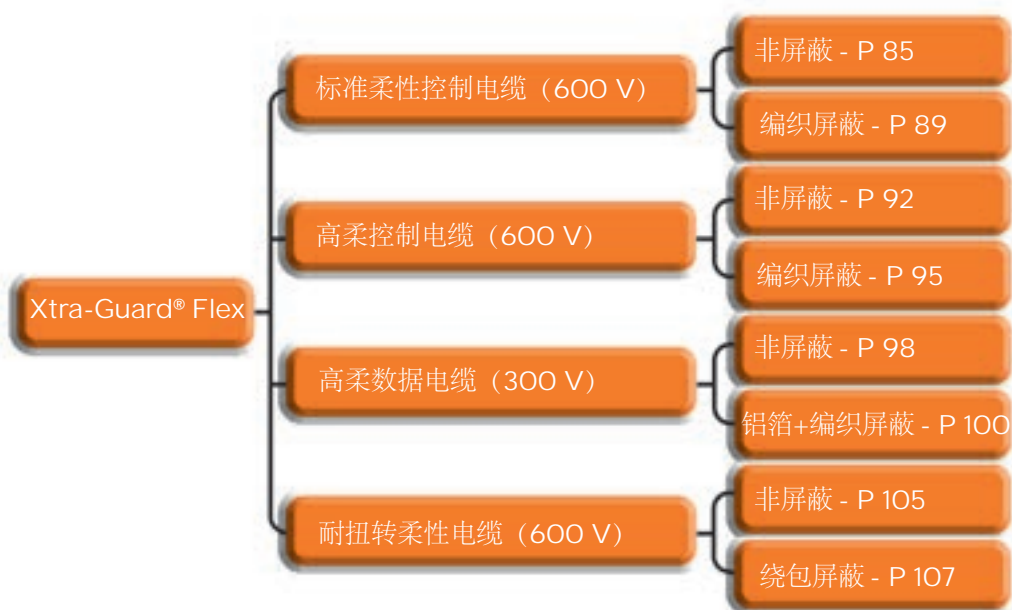 Xtra-Guard® Flex
标准柔性控制电缆（600 V）
非屏蔽 - P 85
编织屏蔽 - P 89
高柔控制电缆（600 V）
非屏蔽 - P 92
编织屏蔽 - P 95
高柔数据电缆（300 V）
非屏蔽 - P 98
铝箔+编织屏蔽 - P 100
耐扭转柔性电缆（600 V）
非屏蔽 - P 105
绕包屏蔽 - P 107